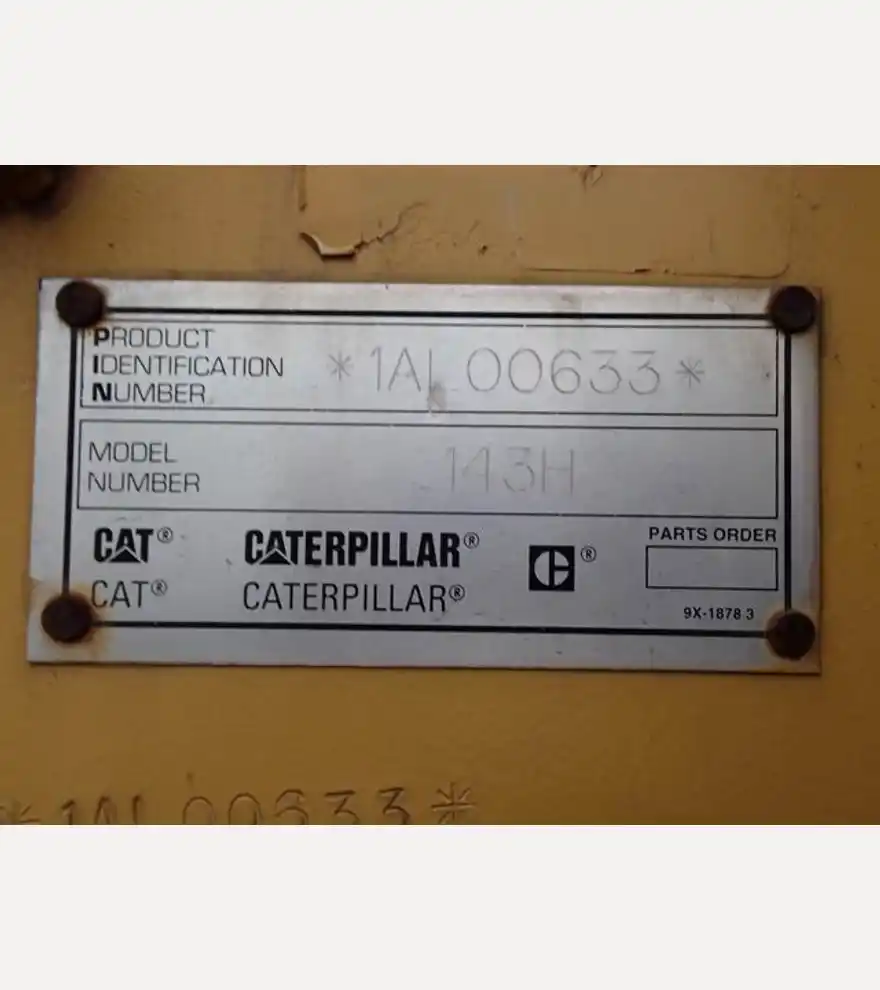 PRODUCT
IDENTIFICATION
NUMBER
*1AL00633*
MODEL
NUMBER
143H
CAT® CATERPILLAR® C®
CAT® CATERPILLAR®
PARTS ORDER
9X-1878 3
*1AL00633*